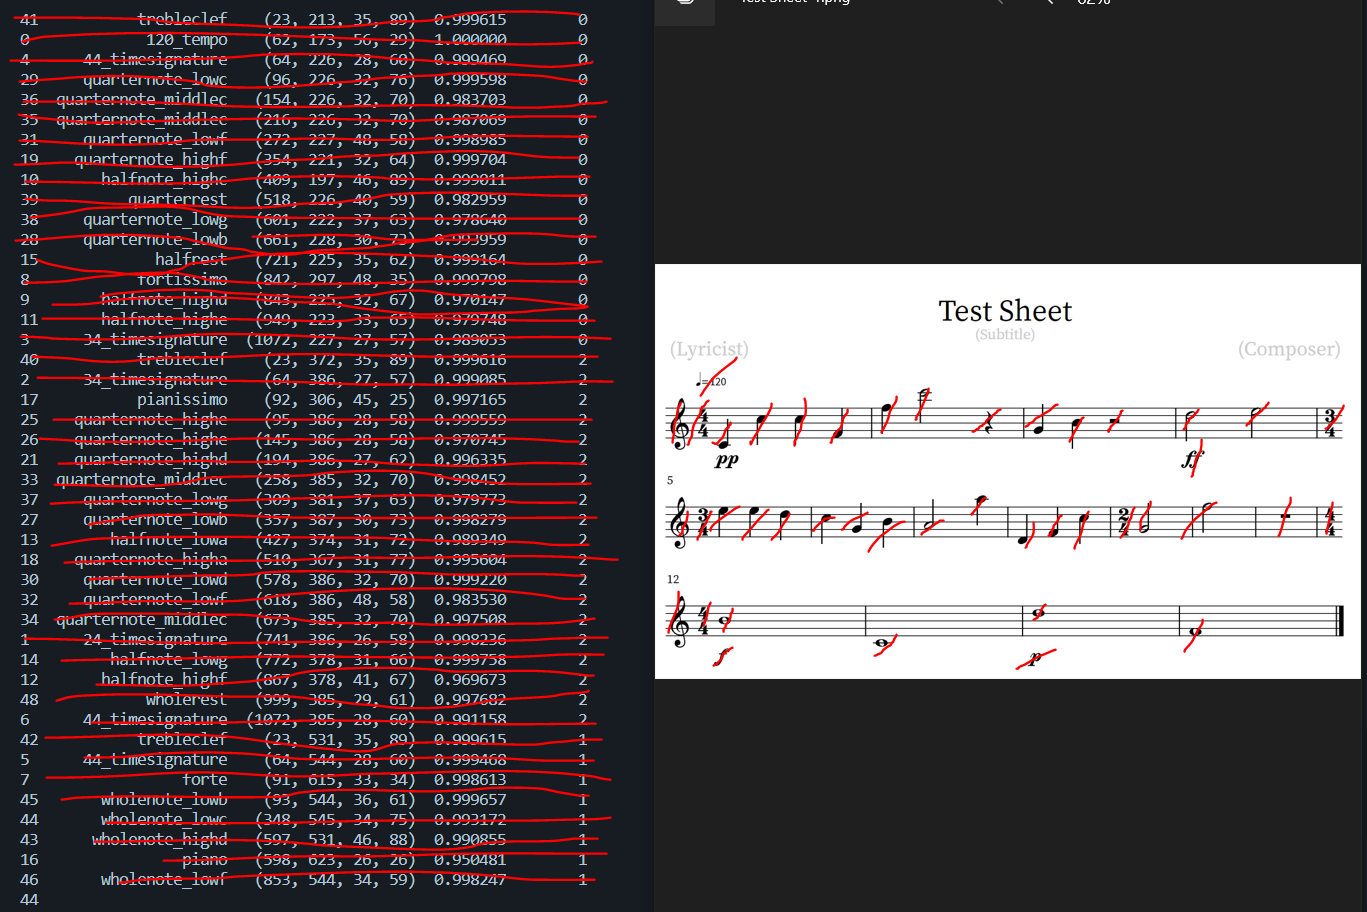 41 trebleclef (23, 213, 35, 89) 0.999615 0
0 120_tempo (62, 173, 56, 29) 1.000000 0
4 44_timesignature (64, 226, 28, 60) 0.999469 0
29 quarternote_lowc (96, 226, 32, 76) 0.999598 0
36 quarternote_middlec (154, 226, 32, 70) 0.983703 0
35 quarternote_middlec (216, 226, 32, 70) 0.987069 0
31 quarternote_lowf (272, 227, 48, 58) 0.998985 0
19 quarternote_highf (354, 221, 32, 64) 0.999704 0
10 halfnote_highc (409, 197, 46, 89) 0.999011 0
39 quarterrest (518, 226, 40, 59) 0.982959 0
38 quarternote_lowg (601, 222, 37, 63) 0.978640 0
28 quarternote_lowb (661, 228, 30, 73) 0.993959 0
15 halfrest (721, 225, 35, 62) 0.999164 0
8 fortissimo (842, 297, 48, 35) 0.999798 0
9 halfnote_highd (843, 225, 32, 67) 0.970147 0
11 halfnote_highe (949, 223, 33, 65) 0.979748 0
3 34_timesignature (1072, 227, 27, 57) 0.989053 0
40 trebleclef (23, 372, 35, 89) 0.999616 2
2 34_timesignature (64, 386, 27, 57) 0.999085 2
17 pianissimo (92, 306, 45, 25) 0.997165 2
25 quarternote_highe (95, 386, 28, 58) 0.999559 2
26 quarternote_highe (145, 386, 28, 58) 0.970745 2
21 quarternote_highd (194, 386, 27, 62) 0.996335 2
33 quarternote_middlec (258, 385, 32, 70) 0.998452 2
37 quarternote_lowg (309, 381, 37, 63) 0.979773 2
27 quarternote_lowb (357, 387, 30, 73) 0.998279 2
13 halfnote_lowa (427, 374, 31, 72) 0.989349 2
18 quarternote_higha (510, 367, 31, 77) 0.995604 2
30 quarternote_lowd (578, 386, 32, 70) 0.999220 2
32 quarternote_lowf (618, 386, 48, 58) 0.983530 2
34 quarternote_middlec (673, 385, 32, 70) 0.997508 2
1 24_timesignature (741, 386, 26, 58) 0.998236 2
14 halfnote_lowg (772, 378, 31, 66) 0.999758 2
12 halfnote_highf (867, 378, 41, 67) 0.969673 2
48 wholerest (999, 385, 29, 61) 0.997682 2
6 44_timesignature (1072, 385, 28, 60) 0.991158 2
42 trebleclef (23, 531, 35, 89) 0.999615 1
5 44_timesignature (64, 544, 28, 60) 0.999468 1
7 forte (91, 615, 33, 34) 0.998613 1
45 wholenote_lowb (93, 544, 36, 61) 0.999657 1
44 wholenote_lowc (348, 545, 34, 75) 0.993172 1
43 wholenote_highd (597, 531, 46, 88) 0.990855 1
16 piano (598, 623, 26, 26) 0.950481 1
46 wholenote_lowf (853, 544, 34, 59) 0.998247 1
44
Test Sheet
(Subtitle)
(Lyricist) (Composer)
=120
4 3
4 4
pp ff
5
3 2 4
4 4 4
12
4
4
f p